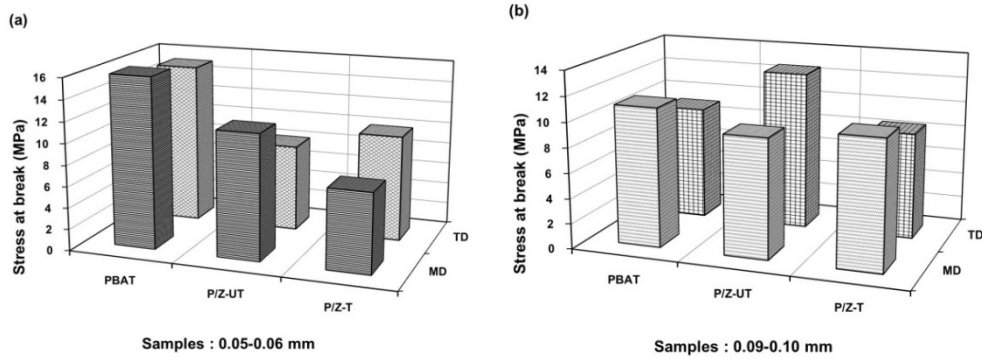 (a)
Stress at break (MPa)
16
14
12
10
8
6
4
2
0
PBAT
P/Z-UT
P/Z-T
MD
TD
Samples : 0.05-0.06 mm
(b)
Stress at break (MPa)
14
12
10
8
6
4
2
0
PBAT
P/Z-UT
P/Z-T
MD
TD
Samples : 0.09-0.10 mm